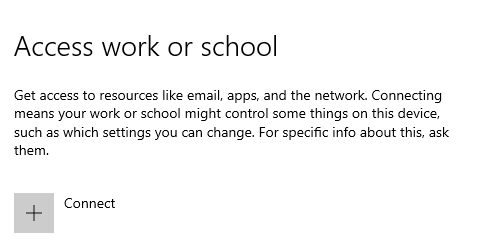 Access work or school
Get access to resources like email, apps, and the network. Connecting
means your work or school might control some things on this device,
such as which settings you can change. For specific info about this, ask
them.
Connect